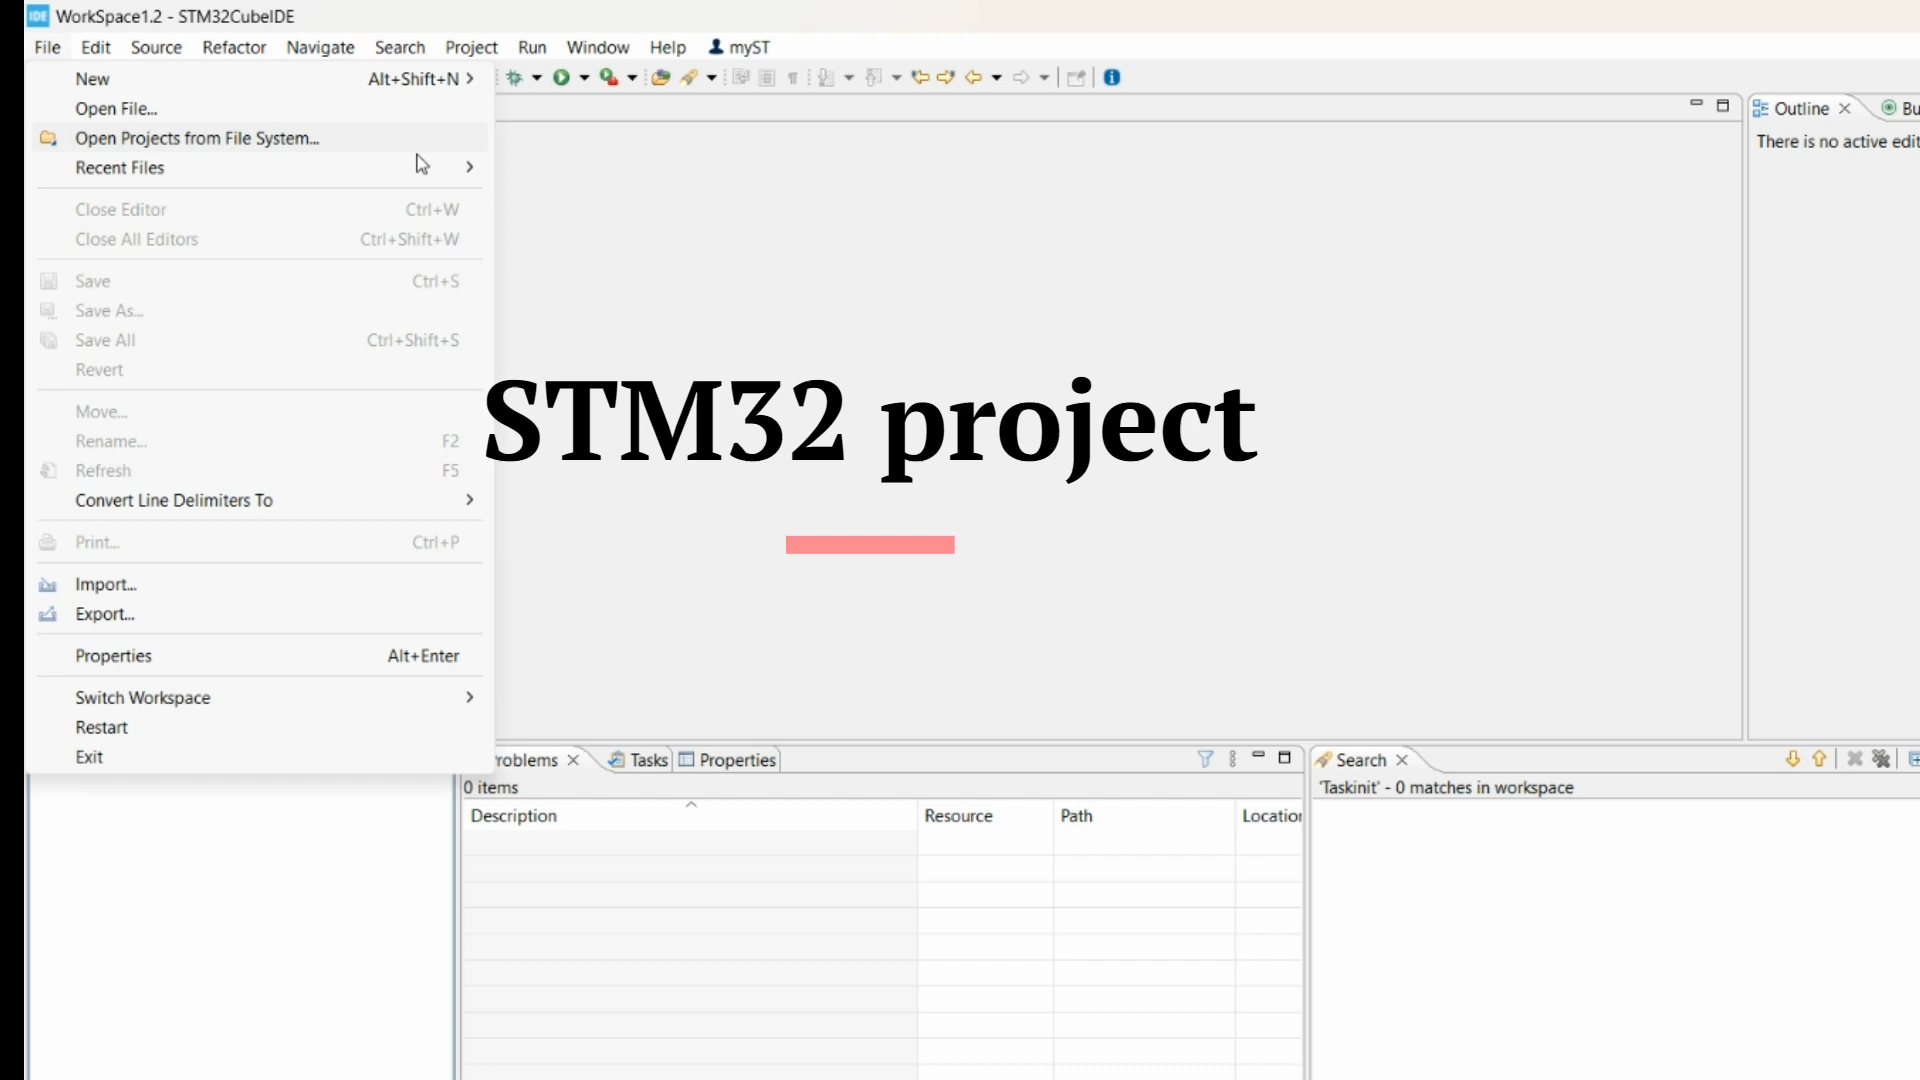 IDE WorkSpace1.2 - STM32CubeIDE
File Edit Source Refactor Navigate Search Project Run Window Help myST
New Alt+Shift+N
Open File...
Open Projects from File System...
Recent Files
Close Editor Ctrl+W
Close All Editors Ctrl+Shift+W
Save Ctrl+S
Save As...
Save All Ctrl+Shift+S
Revert
Move...
Rename... F2
Refresh F5
Convert Line Delimiters To
Print... Ctrl+P
Import...
Export...
Properties Alt+Enter
Switch Workspace
Restart
Exit
Outline Bu
There is no active edit
STM32 project
roblems Tasks Properties
0 items
Description Resource Path Location
Search
'Taskinit' - 0 matches in workspace